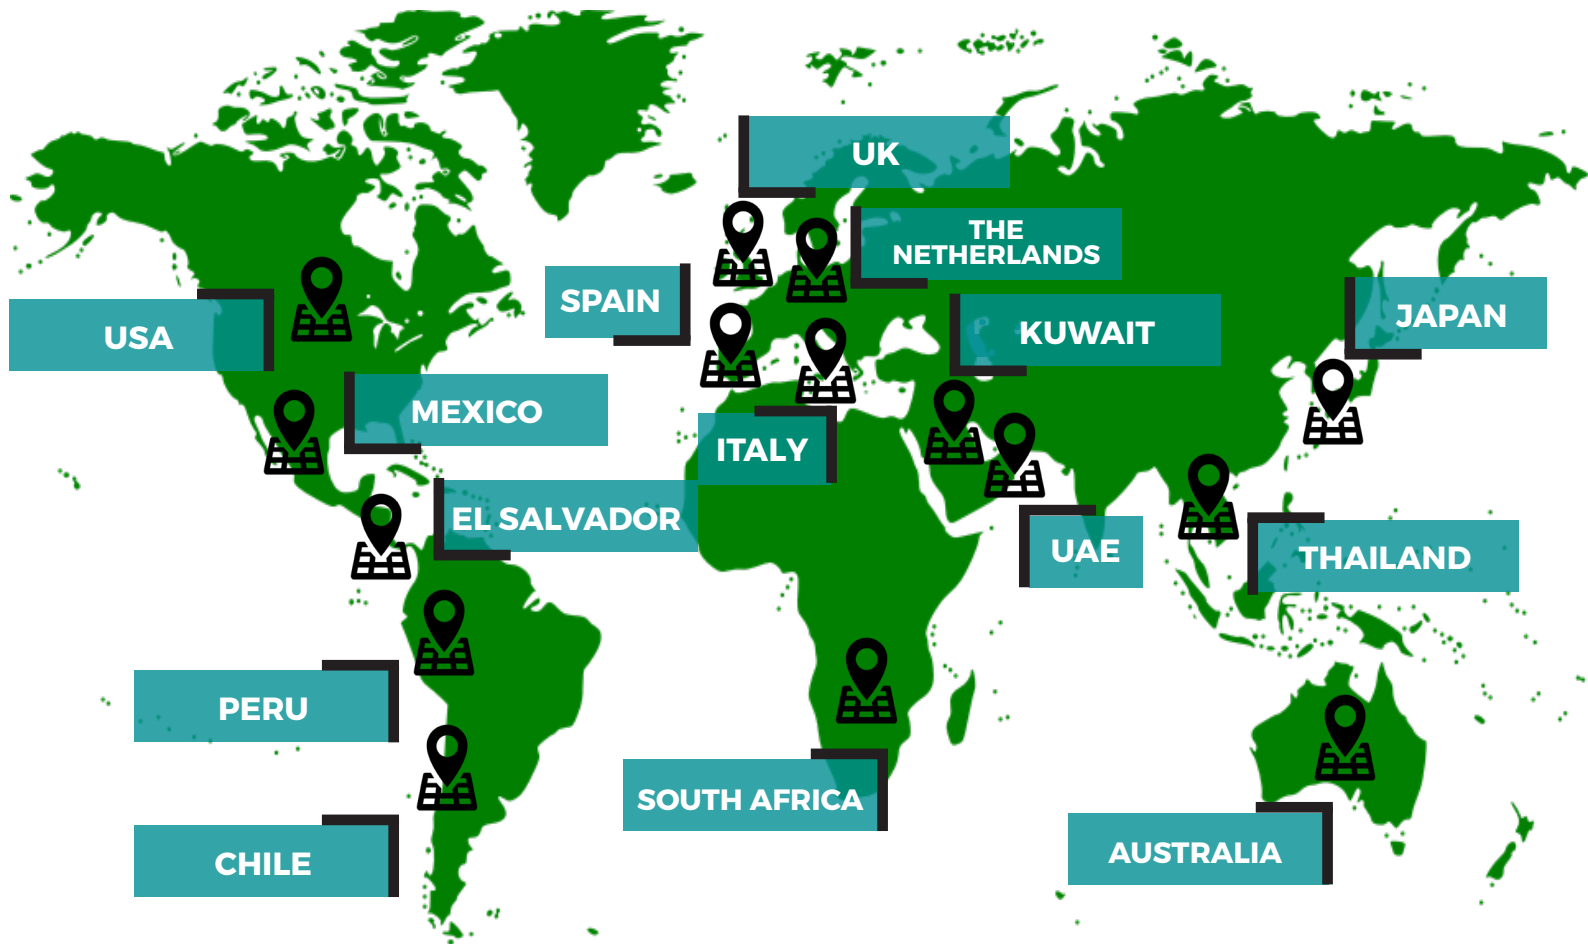 UK
THE
NETHERLANDS
SPAIN
USA
KUWAIT
JAPAN
MEXICO
ITALY
EL SALVADOR
UAE
THAILAND
PERU
SOUTH AFRICA
CHILE
AUSTRALIA